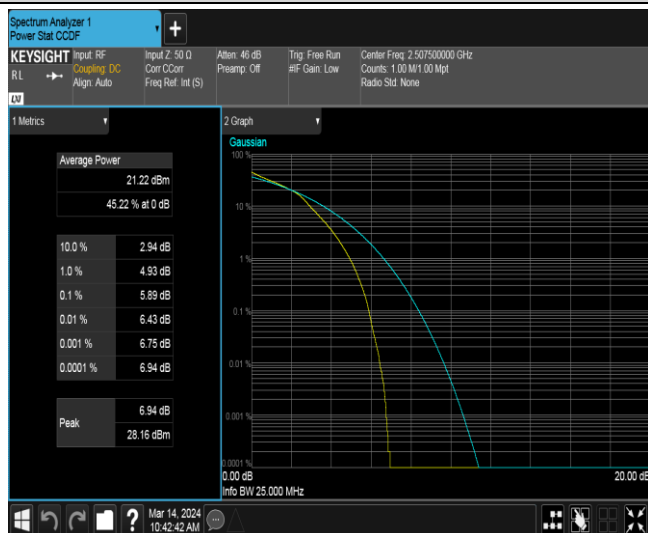 Spectrum Analyzer 1
Power Stat CCDF
KEYSIGHT
RL
LXI
Input: RF
Coupling: DC
Align: Auto
Input Z: 50 Ω
Corr CCorr
Freq Ref: Int (S)
Atten: 46 dB
Preamp: Off
Trig: Free Run
#IF Gain: Low
Center Freq: 2.507500000 GHz
Counts: 1.00 M/1.00 Mpt
Radio Std: None
1 Metrics
Average Power
21.22 dBm
45.22 % at 0 dB
10.0 % 2.94 dB
1.0 % 4.93 dB
0.1 % 5.89 dB
0.01 % 6.43 dB
0.001 % 6.75 dB
0.0001 % 6.94 dB
Peak
6.94 dB
28.16 dBm
2 Graph
Gaussian
100 %
10 %
1 %
0.1 %
0.01 %
0.001 %
0.0001 %
0.00 dB
20.00 dB
Info BW 25.000 MHz
?
Mar 14, 2024
10:42:42 AM